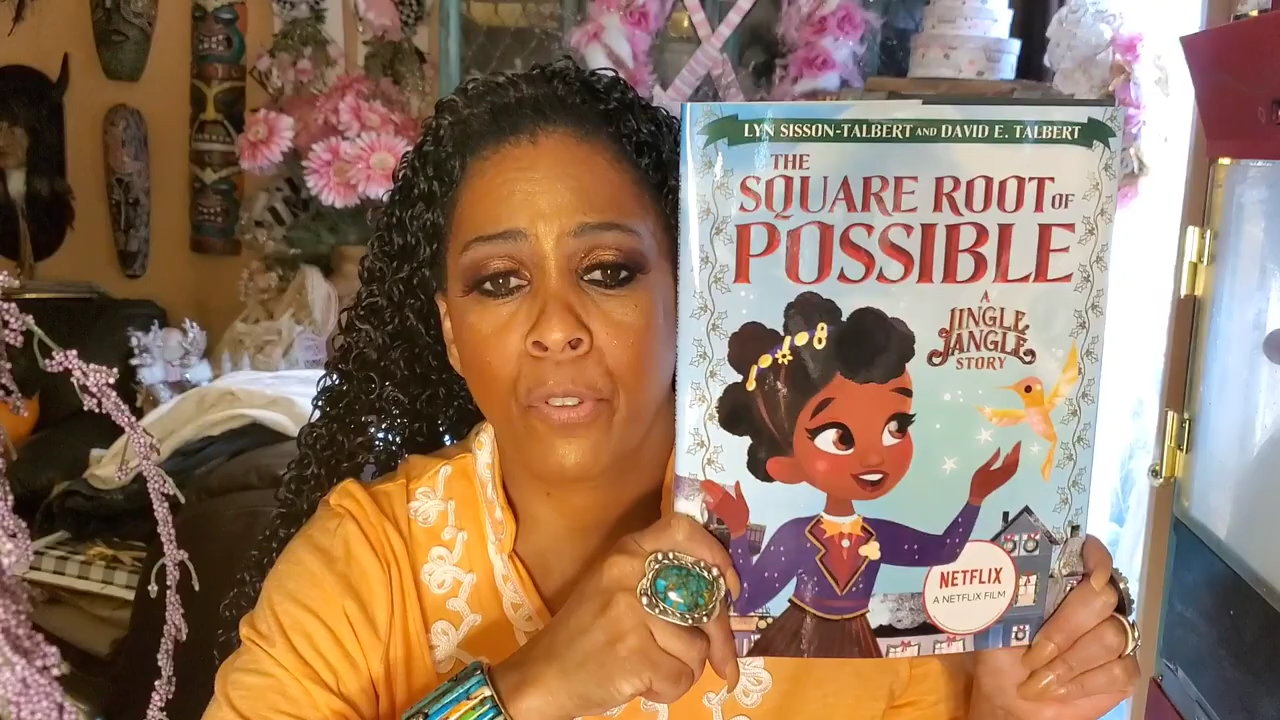 LYN SISSON-TALBERT AND DAVID E. TALBERT
THE
SQUARE ROOT OF
POSSIBLE
A
JINGLE
JANGLE
STORY
NETFLIX
A NETFLIX FILM